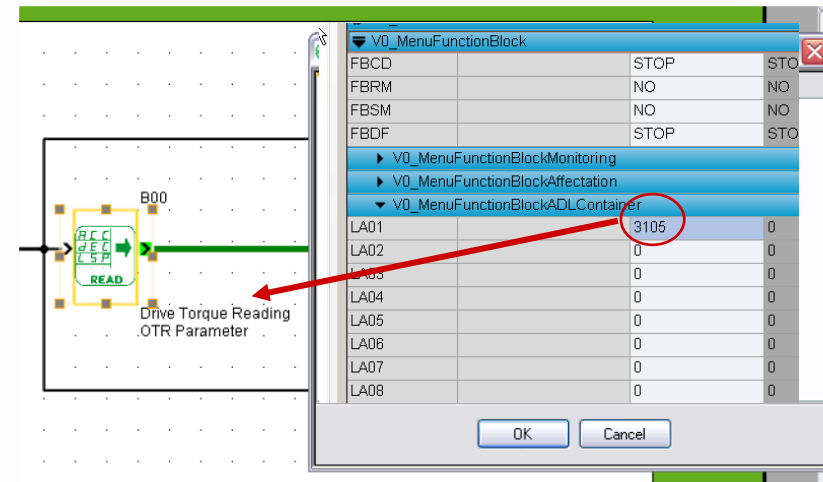 V0_MenuFunctionBlock
FBCD STOP STO
FBRM NO NO
FBSM NO NO
FBDF STOP STO
V0_MenuFunctionBlockMonitoring
V0_MenuFunctionBlockAffectation
V0_MenuFunctionBlockADLContainer
LA01 3105 0
LA02 0 0
LA03 0 0
LA04 0 0
LA05 0 0
LA06 0 0
LA07 0 0
LA08 0 0
OK Cancel
B00
ACC
dEC
LSP
READ
Drive Torque Reading
OTR Parameter